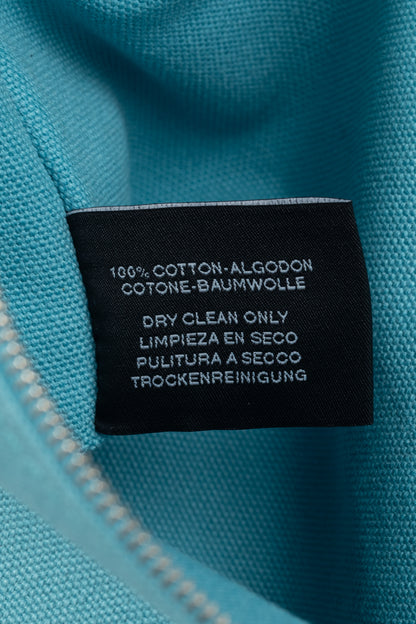 100% COTTON-ALGODON
COTONE-BAUMWOLLE
DRY CLEAN ONLY
LIMPIEZA EN SECO
PULITURA A SECCO
TROCKENREINIGUNG